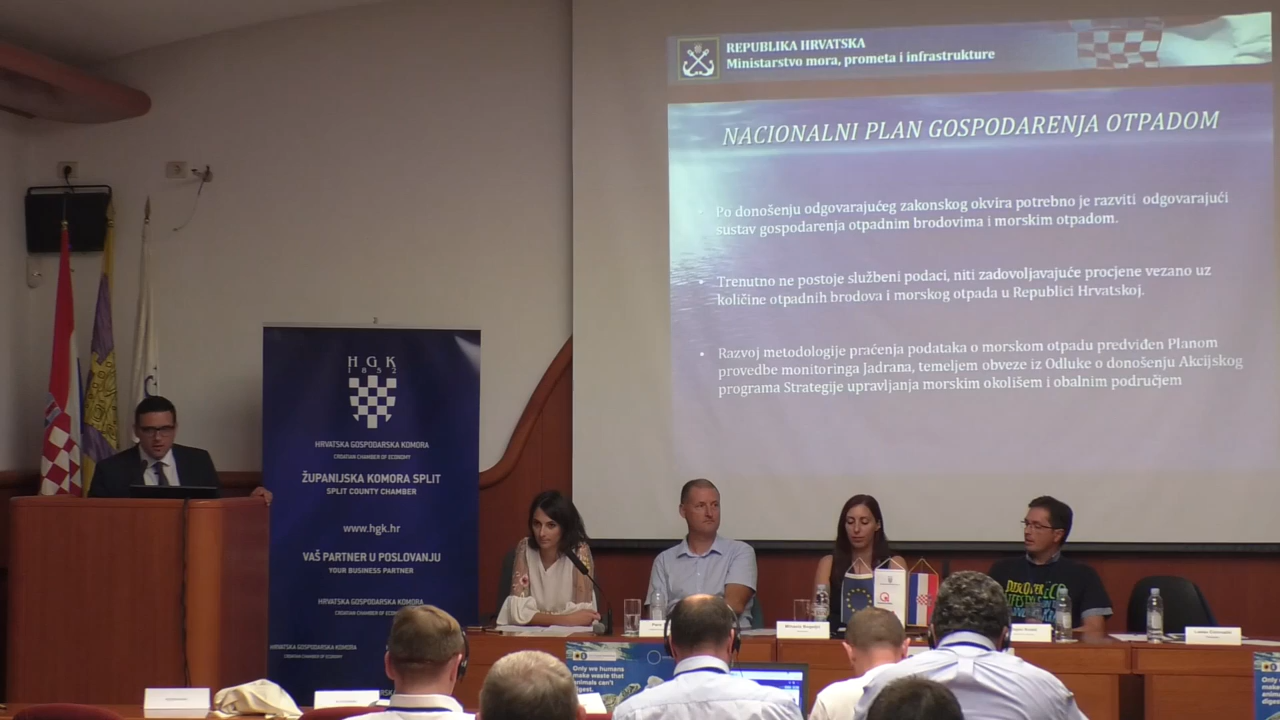 REPUBLIKA HRVATSKA
Ministarstvo mora, prometa i infrastrukture
NACIONALNI PLAN GOSPODARENJA OTPADOM
Po donošenju odgovarajućeg zakonskog okvira potrebno je razviti odgovarajući
sustav gospodarenja otpadnim brodovima i morskim otpadom.
Trenutno ne postoje službeni podaci, niti zadovoljavajuće procjene vezano uz
količine otpadnih brodova i morskog otpada u Republici Hrvatskoj.
Razvoj metodologije praćenja podataka o morskom otpadu predviđen Planom
provedbe monitoringa Jadrana, temeljem obveze iz Odluke o donošenju Akcijskog
programa Strategije upravljanja morskim okolišem i obalnim područjem
H G K
1852
HRVATSKA GOSPODARSKA KOMORA
CROATIAN CHAMBER OF ECONOMY
ŽUPANIJSKA KOMORA SPLIT
SPLIT COUNTY CHAMBER
www.hgk.hr
VAŠ PARTNER U POSLOVANJU
YOUR BUSINESS PARTNER
HRVATSKA GOSPODARSKA KOMORA
CROATIAN CHAMBER OF
HRVATSKA GOSPODARSKA KOMORA
CROATIAN CHAMBER OF ECONOMY
Only we humans
make waste that
animals can't
digest.